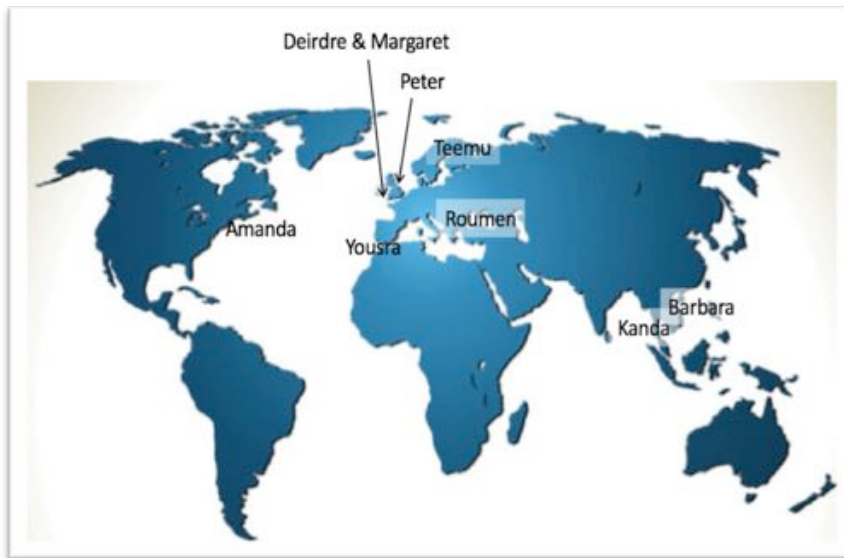 Deirdre & Margaret
Peter
Teemu
Amanda
Roumen
Yousra
Barbara
Kanda